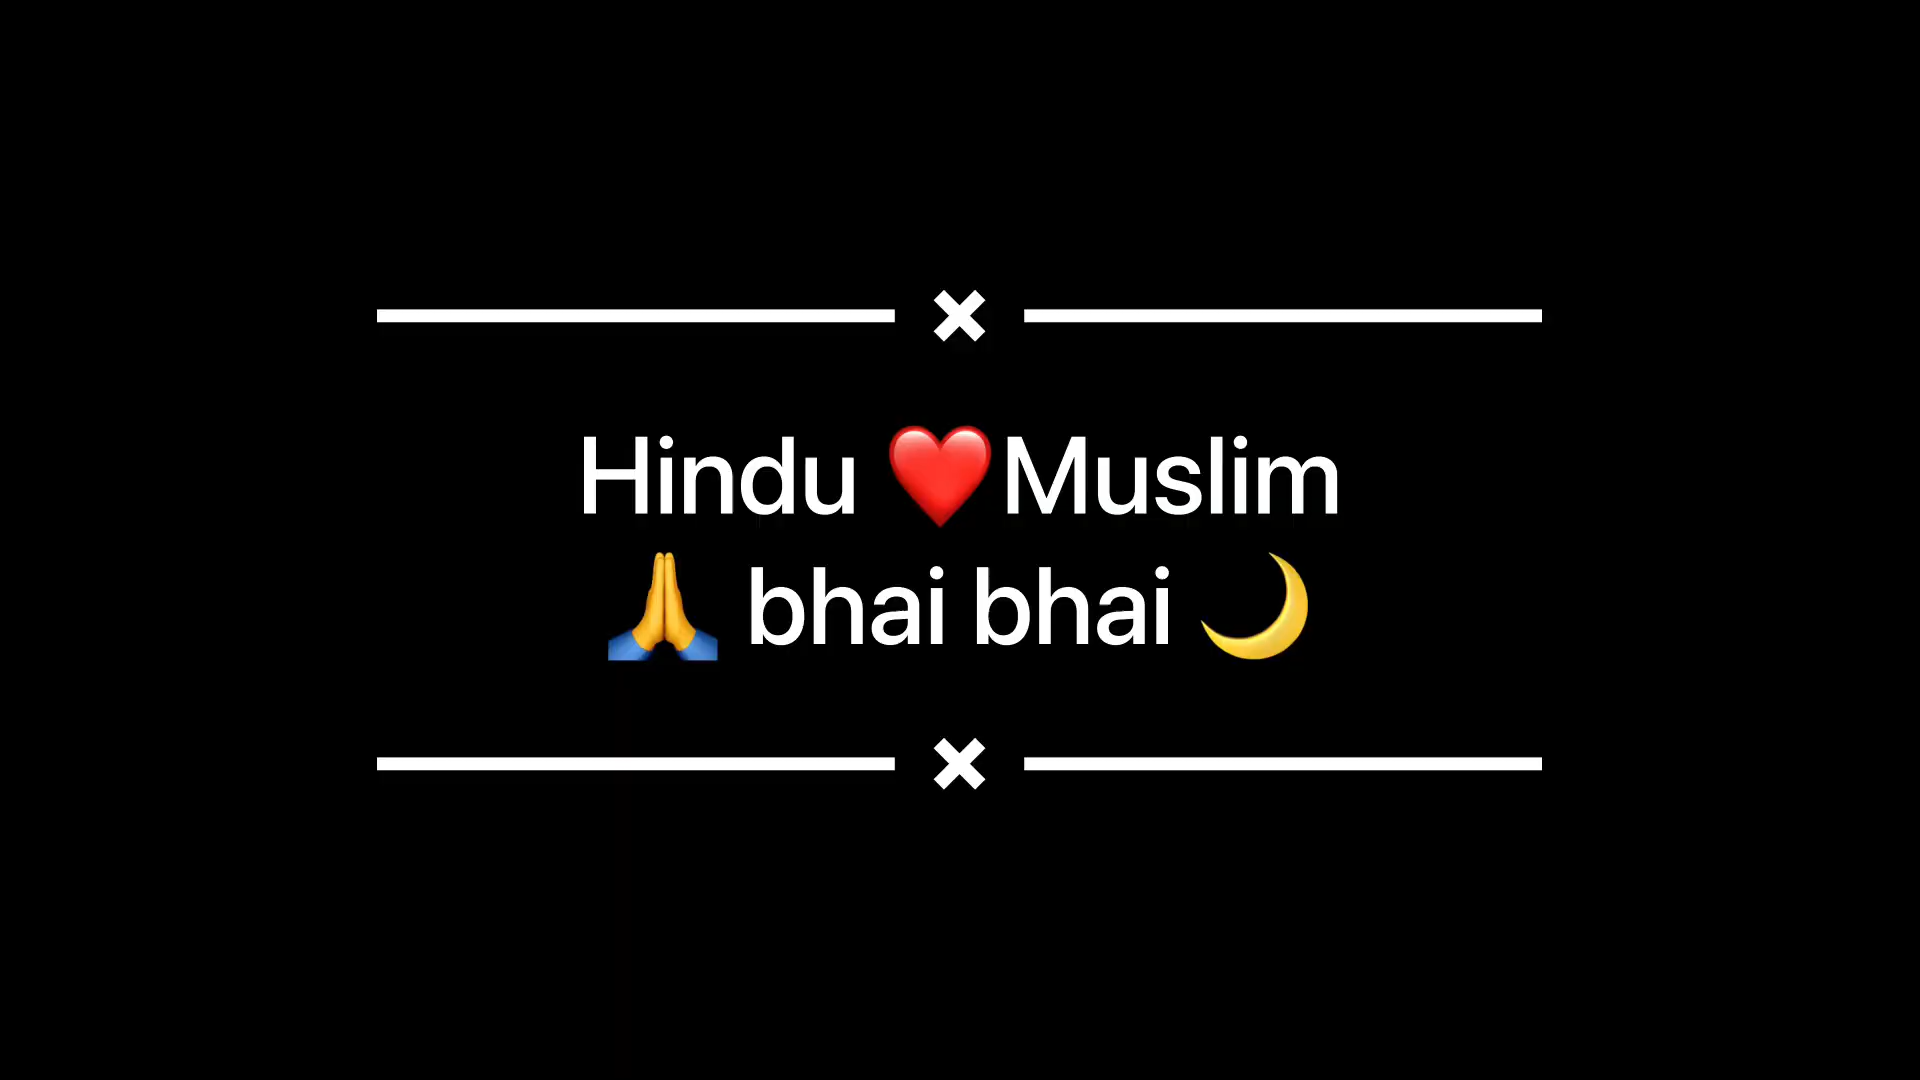 Hindu ❤️Muslim
🙏 bhai bhai 🌙